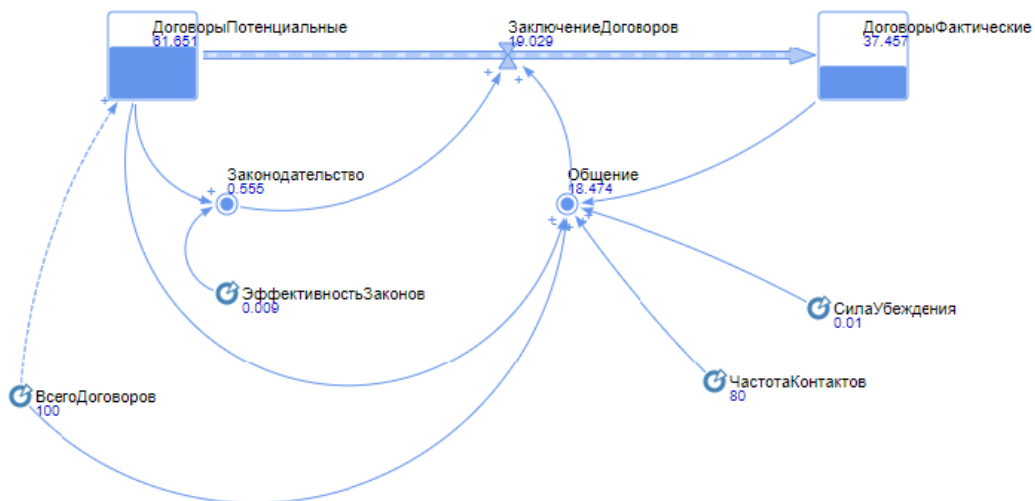 ДоговорыПотенциальные
61.651
ЗаключениеДоговоров
19.029
ДоговорыФактические
37.457
Законодательство
0.555
Общение
18.474
ЭффективностьЗаконов
0.009
СилаУбеждения
0.01
ЧастотаКонтактов
80
ВсегоДоговоров
100